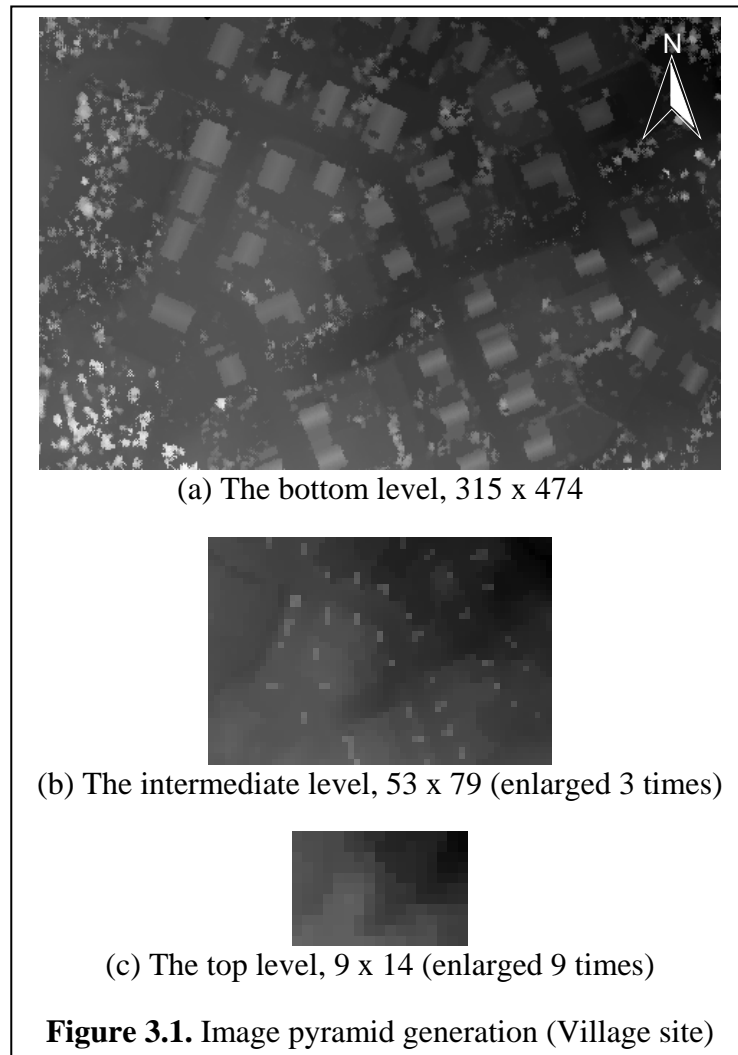 N
(a) The bottom level, 315 x 474
(b) The intermediate level, 53 x 79 (enlarged 3 times)
(c) The top level, 9 x 14 (enlarged 9 times)
Figure 3.1. Image pyramid generation (Village site)